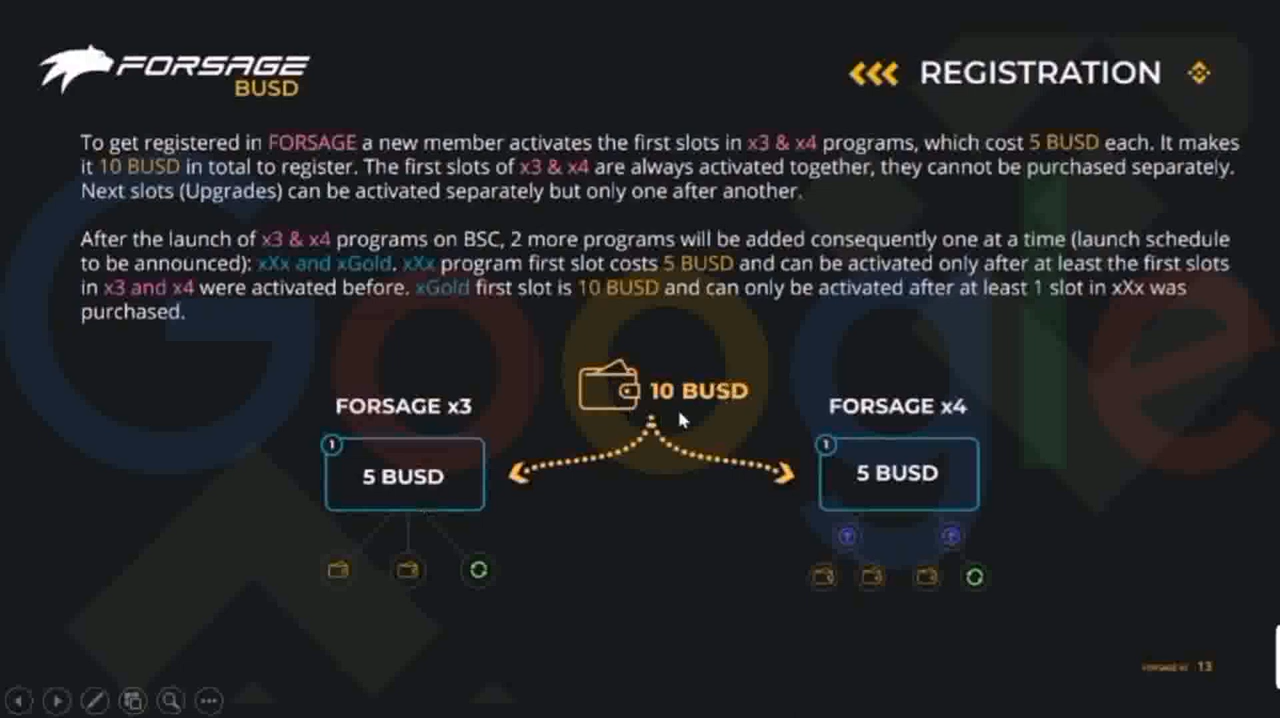 FORSAGE
BUSD
REGISTRATION
To get registered in FORSAGE a new member activates the first slots in x3 & x4 programs, which cost 5 BUSD each. It makes
it 10 BUSD in total to register. The first slots of x3 & x4 are always activated together, they cannot be purchased separately.
Next slots (Upgrades) can be activated separately but only one after another.
After the launch of x3 & x4 programs on BSC, 2 more programs will be added consequently one at a time (launch schedule
to be announced): xXx and xGold. xXx program first slot costs 5 BUSD and can be activated only after at least the first slots
in x3 and x4 were activated before. xGold first slot is 10 BUSD and can only be activated after at least 1 slot in xXx was
purchased.
Google
10 BUSD
FORSAGE x3
FORSAGE x4
1
5 BUSD
1
5 BUSD
13